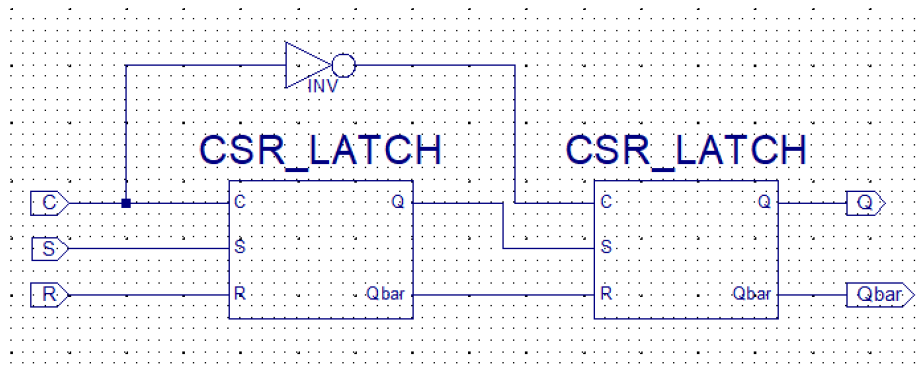 INV
CSR_LATCH CSR_LATCH
C C Q C Q Q
S S S
R R Qbar R Qbar Qbar